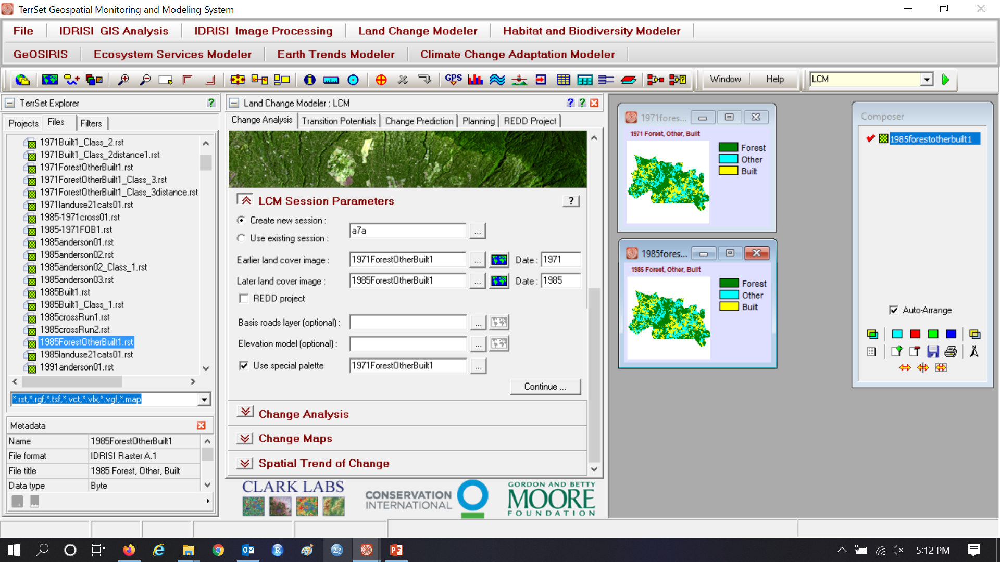 TerrSet Geospatial Monitoring and Modeling System
File IDRISI GIS Analysis IDRISI Image Processing Land Change Modeler Habitat and Biodiversity Modeler
GeOSIRIS Ecosystem Services Modeler Earth Trends Modeler Climate Change Adaptation Modeler
GPS Window Help LCM
TerrSet Explorer ?
Projects Files Filters
1971Built1_Class_2.rst
1971Built1_Class_2distance1.rst
1971ForestOtherBuilt1.rst
1971ForestOtherBuilt1_Class_3.rst
1971ForestOtherBuilt1_Class_3distance.rst
1971landuse21cats01.rst
1985-1971cross01.rst
1985-1971FOB1.rst
1985anderson01.rst
1985anderson02.rst
1985anderson02_Class_1.rst
1985anderson03.rst
1985Built1.rst
1985Built1_Class_1.rst
1985crossRun1.rst
1985crossRun2.rst
1985ForestOtherBuilt1.rst
1985landuse21cats01.rst
1991anderson01.rst
*.rst,*.rgf,*.tsf,*.vct,*.vlx,*.vgf,*.map
Metadata
Name 1985ForestOtherBuilt1
File format IDRISI Raster A.1
File title 1985 Forest, Other, Built
Data type Byte
Land Change Modeler : LCM ? ?
Change Analysis Transition Potentials Change Prediction Planning REDD Project
LCM Session Parameters ?
Create new session :
a7a ...
Use existing session :
Earlier land cover image : 1971ForestOtherBuilt1 ... Date : 1971
Later land cover image : 1985ForestOtherBuilt1 ... Date : 1985
REDD project
Basis roads layer (optional) : ...
Elevation model (optional) : ...
Use special palette 1971ForestOtherBuilt1 ...
Continue ...
Change Analysis
Change Maps
Spatial Trend of Change
CLARK LABS
CONSERVATION
INTERNATIONAL
GORDON AND BETTY
MOORE
FOUNDATION
1971fores...
1971 Forest, Other, Built
Forest
Other
Built
1985fores...
1985 Forest, Other, Built
Forest
Other
Built
Composer
1985forestotherbuilt1
Auto-Arrange
5:12 PM